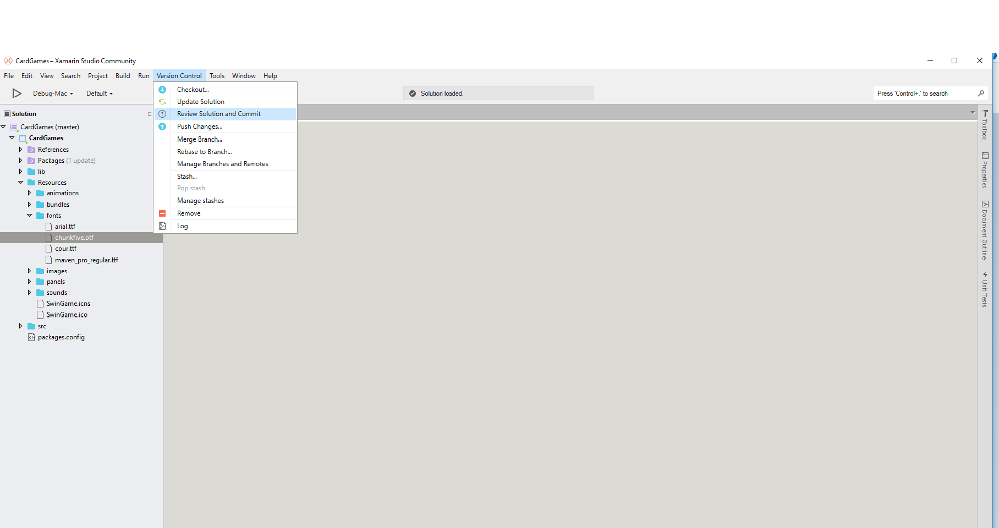 CardGames – Xamarin Studio Community
File Edit View Search Project Build Run Version Control Tools Window Help
Debug-Mac Default
Solution loaded.
Press 'Control+,' to search
Solution
CardGames (master)
CardGames
References
Packages (1 update)
lib
Resources
animations
bundles
fonts
arial.ttf
chunkfive.otf
cour.ttf
maven_pro_regular.ttf
images
panels
sounds
SwinGame.icns
SwinGame.ico
src
packages.config
Checkout...
Update Solution
Review Solution and Commit
Push Changes...
Merge Branch...
Rebase to Branch...
Manage Branches and Remotes
Stash...
Pop stash
Manage stashes
Remove
Log
Toolbox
Properties
Document Outline
Unit Tests